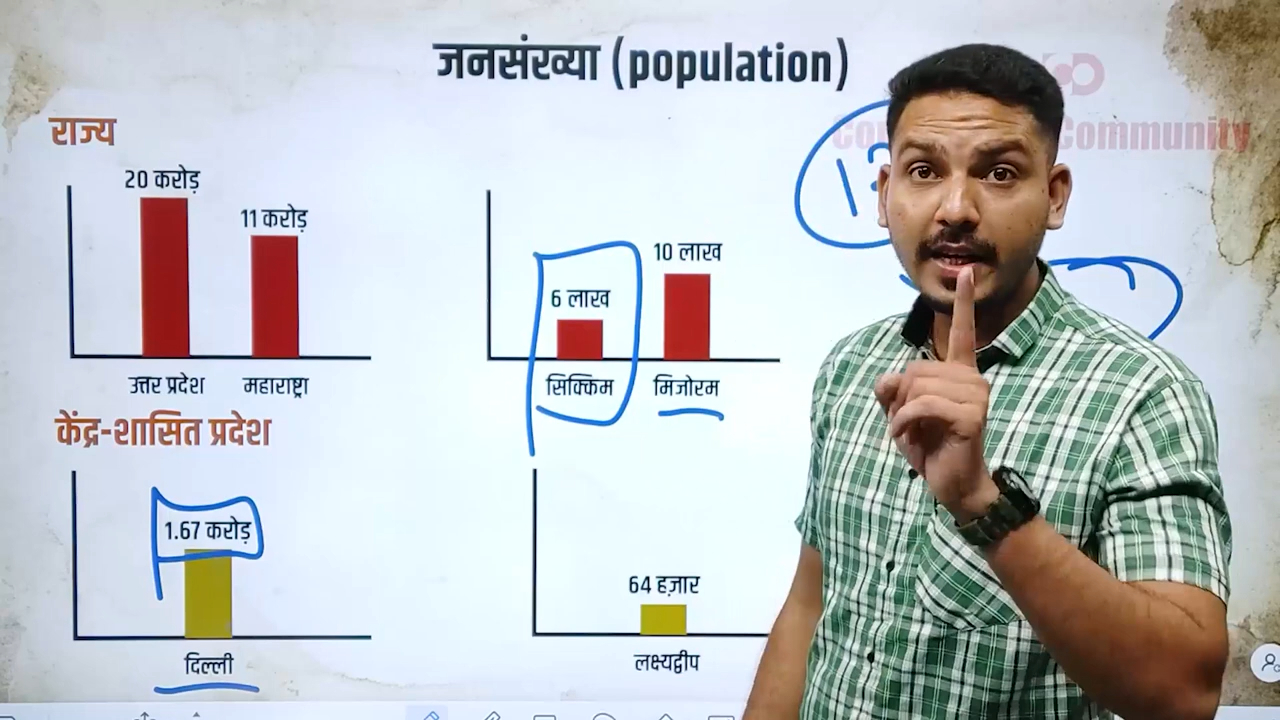 जनसंख्या (population)
राज्य
20 करोड़
11 करोड़
उत्तर प्रदेश
महाराष्ट्रा
6 लाख
10 लाख
सिक्किम
मिजोरम
केंद्र-शासित प्रदेश
1.67 करोड़
दिल्ली
64 हज़ार
लक्ष्यद्वीप
Community